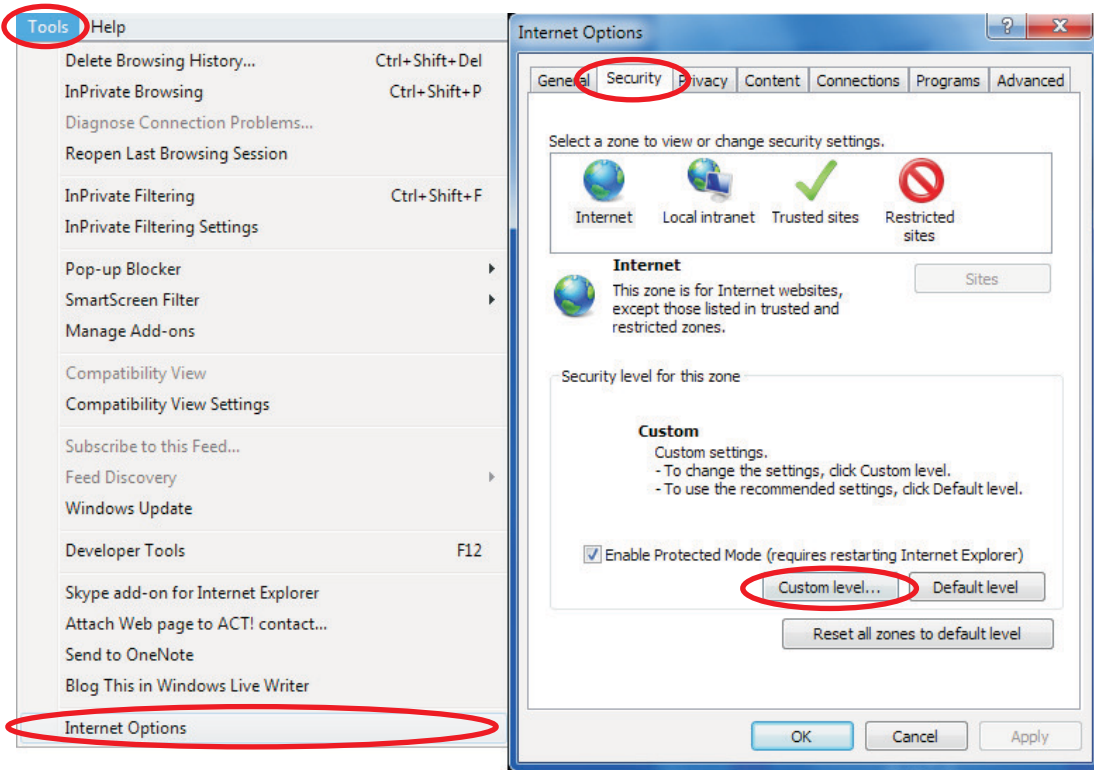 Tools Help
Delete Browsing History... Ctrl+Shift+Del
InPrivate Browsing Ctrl+Shift+P
Diagnose Connection Problems...
Reopen Last Browsing Session
InPrivate Filtering Ctrl+Shift+F
InPrivate Filtering Settings
Pop-up Blocker
SmartScreen Filter
Manage Add-ons
Compatibility View
Compatibility View Settings
Subscribe to this Feed...
Feed Discovery
Windows Update
Developer Tools F12
Skype add-on for Internet Explorer
Attach Web page to ACT! contact...
Send to OneNote
Blog This in Windows Live Writer
Internet Options
Internet Options
General Security Privacy Content Connections Programs Advanced
Select a zone to view or change security settings.
Internet Local intranet Trusted sites Restricted
sites
Internet
Sites
This zone is for Internet websites,
except those listed in trusted and
restricted zones.
Security level for this zone
Custom
Custom settings.
- To change the settings, click Custom level.
- To use the recommended settings, click Default level.
Enable Protected Mode (requires restarting Internet Explorer)
Custom level... Default level
Reset all zones to default level
OK Cancel Apply